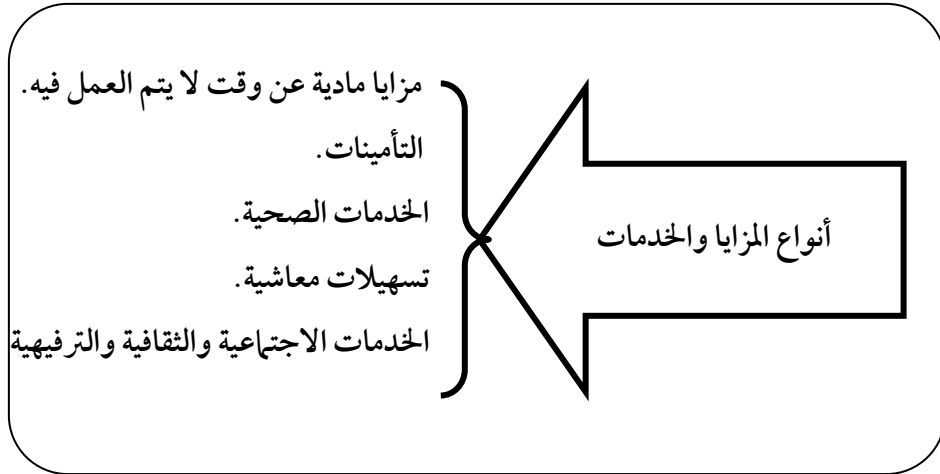 أنواع المزايا والخدمات
مزايا مادية عن وقت لا يتم العمل فيه.
التأمينات.
الخدمات الصحية.
تسهيلات معاشية.
الخدمات الاجتماعية والثقافية والترفيهية